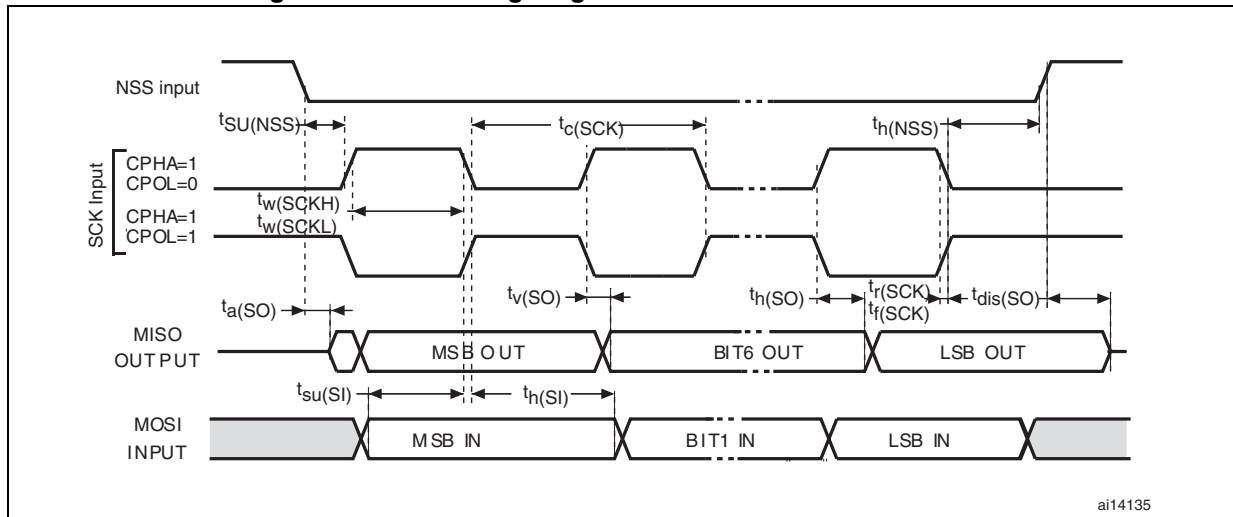 NSS input
tSU(NSS)
tc(SCK)
th(NSS)
SCK Input
CPHA=1
CPOL=0
tw(SCKH)
CPHA=1
tw(SCKL)
CPOL=1
ta(SO)
tv(SO)
th(SO)
tr(SCK)
tf(SCK)
tdis(SO)
MISO
OUTPUT
MSB OUT
BIT6 OUT
LSB OUT
tsu(SI)
th(SI)
MOSI
INPUT
MSB IN
BIT1 IN
LSB IN
ai14135